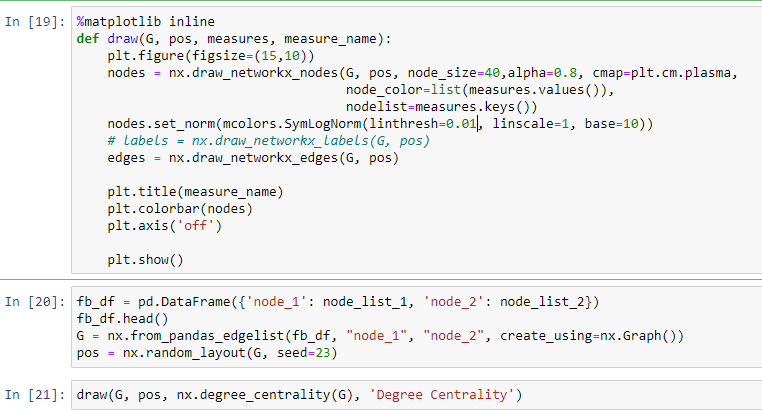 In [19]: %matplotlib inline
def draw(G, pos, measures, measure_name):
    plt.figure(figsize=(15,10))
    nodes = nx.draw_networkx_nodes(G, pos, node_size=40,alpha=0.8, cmap=plt.cm.plasma,
                                   node_color=list(measures.values()),
                                   nodelist=measures.keys())
    nodes.set_norm(mcolors.SymLogNorm(linthresh=0.01, linscale=1, base=10))
    # labels = nx.draw_networkx_labels(G, pos)
    edges = nx.draw_networkx_edges(G, pos)
    plt.title(measure_name)
    plt.colorbar(nodes)
    plt.axis('off')
    plt.show()
In [20]: fb_df = pd.DataFrame({'node_1': node_list_1, 'node_2': node_list_2})
fb_df.head()
G = nx.from_pandas_edgelist(fb_df, "node_1", "node_2", create_using=nx.Graph())
pos = nx.random_layout(G, seed=23)
In [21]: draw(G, pos, nx.degree_centrality(G), 'Degree Centrality')